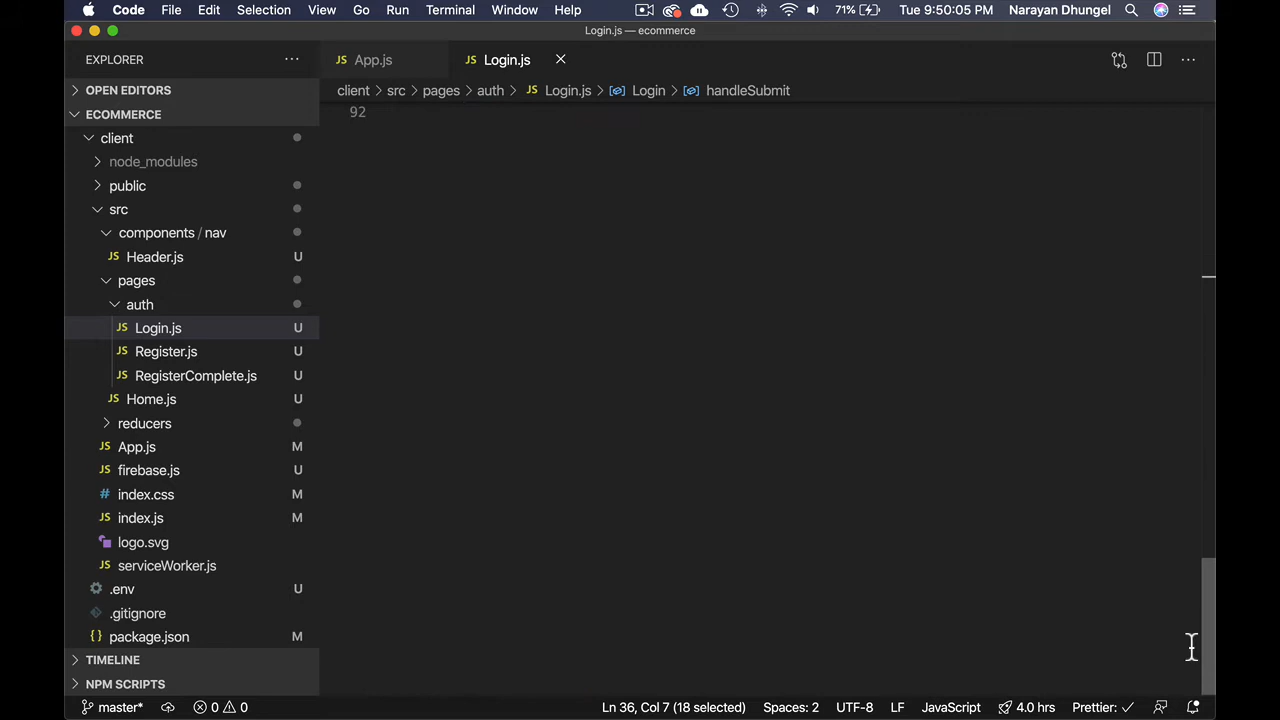 Code File Edit Selection View Go Run Terminal Window Help 71% Tue 9:50:05 PM Narayan Dhungel
Login.js — ecommerce
EXPLORER
JS App.js JS Login.js
OPEN EDITORS
client > src > pages > auth > JS Login.js > Login > handleSubmit
ECOMMERCE
92
client
node_modules
public
src
components / nav
JS Header.js U
pages
auth
JS Login.js U
JS Register.js U
JS RegisterComplete.js U
JS Home.js U
reducers
JS App.js M
JS firebase.js U
# index.css M
JS index.js M
logo.svg
JS serviceWorker.js
.env U
.gitignore
{} package.json M
TIMELINE
NPM SCRIPTS
master* 0 0 Ln 36, Col 7 (18 selected) Spaces: 2 UTF-8 LF JavaScript 4.0 hrs Prettier: ✓